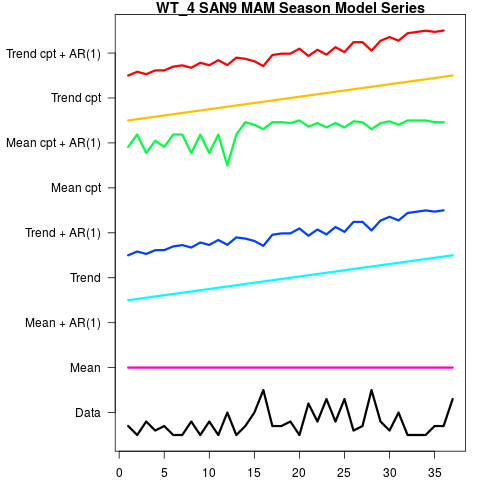 WT_4 SAN9 MAM Season Model Series
Trend cpt + AR(1)
Trend cpt
Mean cpt + AR(1)
Mean cpt
Trend + AR(1)
Trend
Mean + AR(1)
Mean
Data
0 5 10 15 20 25 30 35